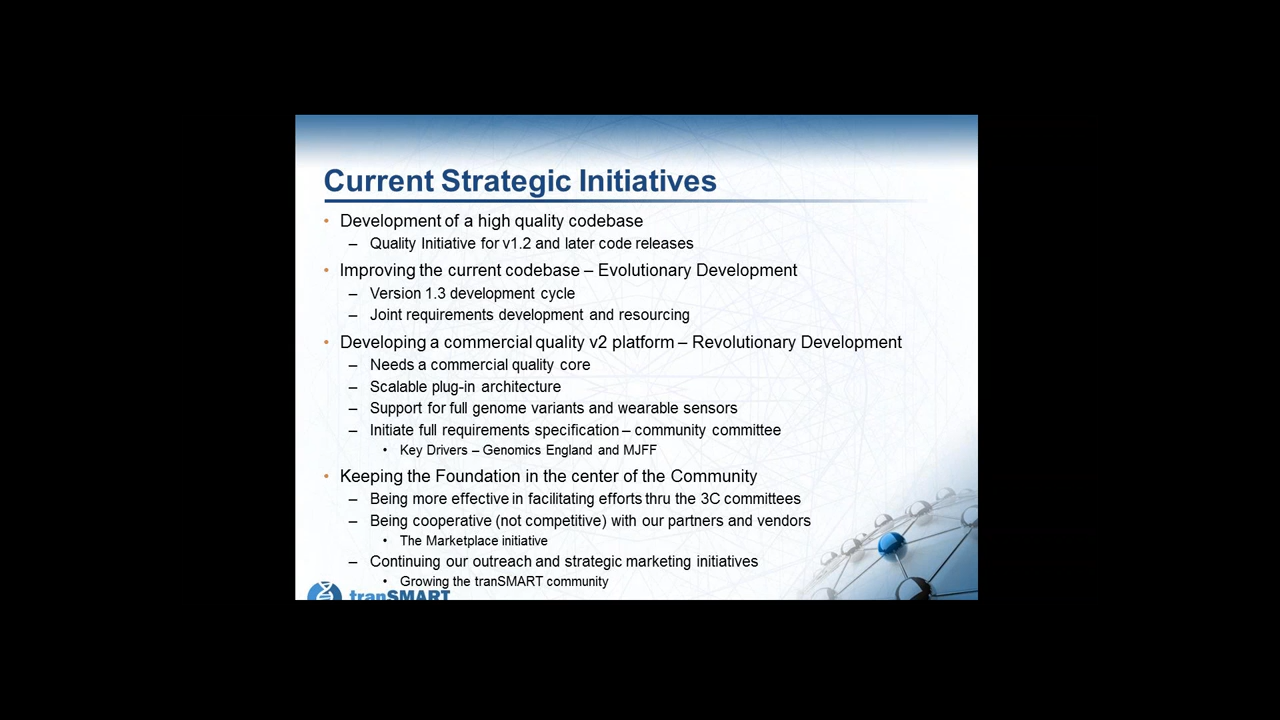 Current Strategic Initiatives
• Development of a high quality codebase
– Quality Initiative for v1.2 and later code releases
• Improving the current codebase – Evolutionary Development
– Version 1.3 development cycle
– Joint requirements development and resourcing
• Developing a commercial quality v2 platform – Revolutionary Development
– Needs a commercial quality core
– Scalable plug-in architecture
– Support for full genome variants and wearable sensors
– Initiate full requirements specification – community committee
• Key Drivers – Genomics England and MJFF
• Keeping the Foundation in the center of the Community
– Being more effective in facilitating efforts thru the 3C committees
– Being cooperative (not competitive) with our partners and vendors
• The Marketplace initiative
– Continuing our outreach and strategic marketing initiatives
• Growing the tranSMART community
tranSMART